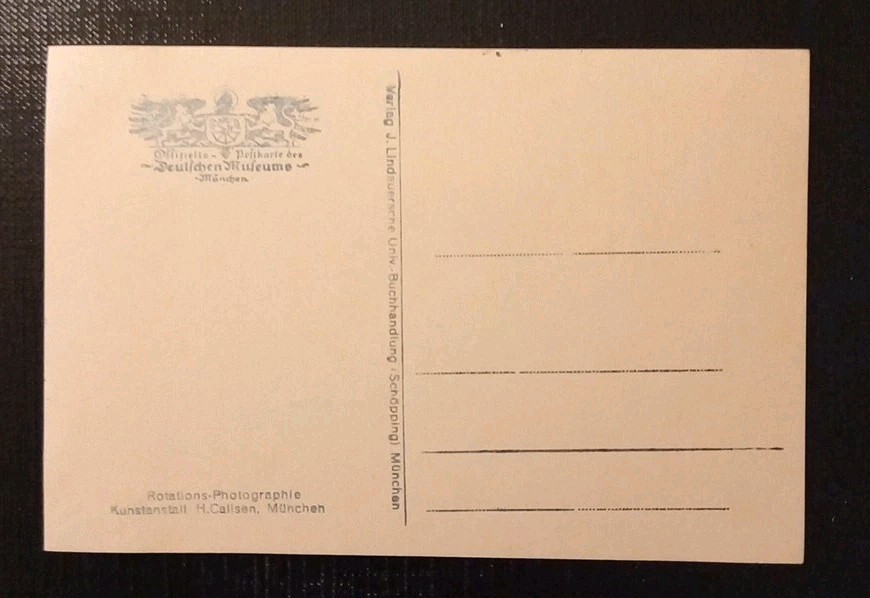 Offizielle Postkarte des
Deutschen Museums
München
Verlag J. Lindauersche Univ.-Buchhandlung (Schöpping) München
Rotations-Photographie
Kunstanstalt H.Callsen, München